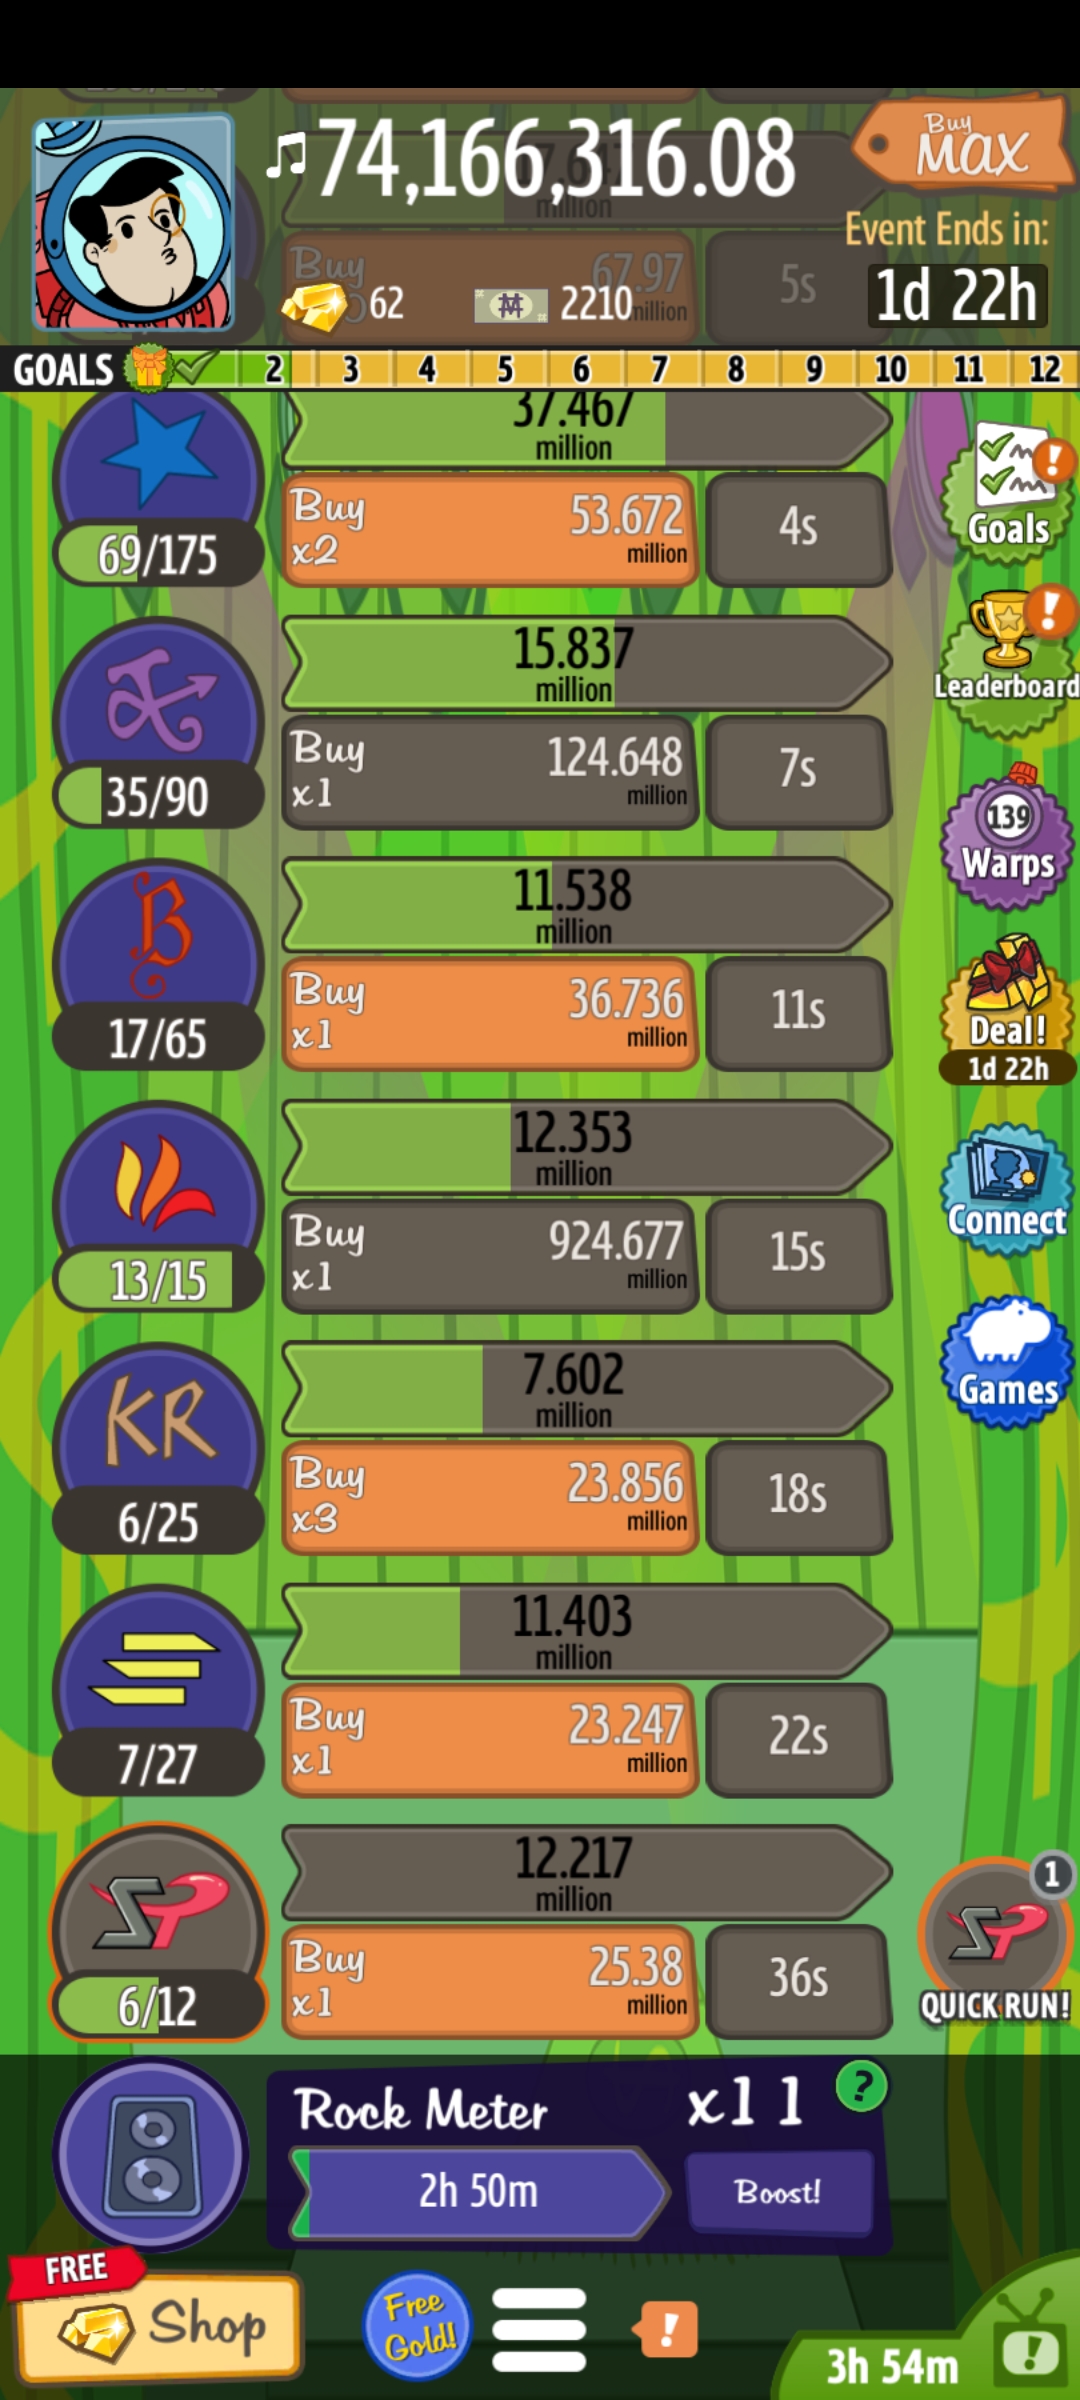 74,166,316.08
Buy
MAX
million
Event Ends in:
1d 22h
Buy
67.97
million
5s
62
2210
GOALS 2 3 4 5 6 7 8 9 10 11 12
37.467
million
Buy
x2
53.672
million
4s
69/175
Goals
15.837
million
Buy
x1
124.648
million
7s
35/90
Leaderboard
139
Warps
11.538
million
Buy
x1
36.736
million
11s
B
17/65
Deal!
1d 22h
12.353
million
Buy
x1
924.677
million
15s
13/15
Connect
7.602
million
Buy
x3
23.856
million
18s
KR
6/25
Games
11.403
million
Buy
x1
23.247
million
22s
7/27
12.217
million
Buy
x1
25.38
million
36s
SP
6/12
1
SP
QUICK RUN!
Rock Meter
x11
?
2h 50m
Boost!
FREE
Shop
Free
Gold!
!
3h 54m